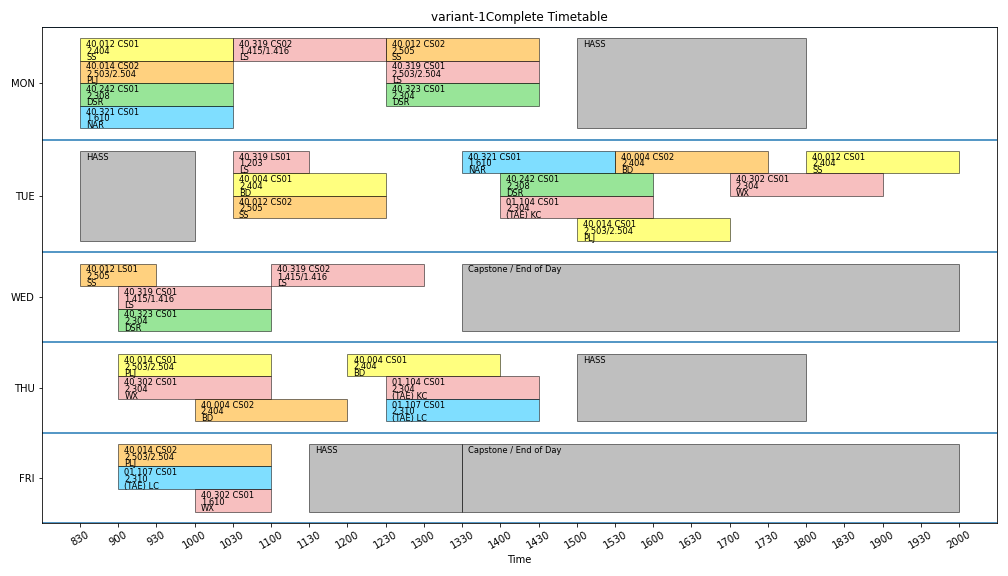 variant-1Complete Timetable
MON
40.012 CS01
2.404
SS
40.319 CS02
1.415/1.416
LS
40.012 CS02
2.505
SS
HASS
40.014 CS02
2.503/2.504
PLJ
40.319 CS01
2.503/2.504
LS
40.242 CS01
2.308
DSR
40.323 CS01
2.304
DSR
40.321 CS01
1.610
NAR
TUE
HASS
40.319 LS01
1.203
LS
40.321 CS01
1.610
NAR
40.004 CS02
2.404
BD
40.012 CS01
2.404
SS
40.004 CS01
2.404
BD
40.242 CS01
2.308
DSR
40.302 CS01
2.304
WX
40.012 CS02
2.505
SS
01.104 CS01
2.304
(TAE) KC
40.014 CS01
2.503/2.504
PLJ
WED
40.012 LS01
2.505
SS
40.319 CS02
1.415/1.416
LS
Capstone / End of Day
40.319 CS01
1.415/1.416
LS
40.323 CS01
2.304
DSR
THU
40.014 CS01
2.503/2.504
PLJ
40.004 CS01
2.404
BD
HASS
40.302 CS01
2.304
WX
01.104 CS01
2.304
(TAE) KC
40.004 CS02
2.404
BD
01.107 CS01
2.310
(TAE) LC
FRI
40.014 CS02
2.503/2.504
PLJ
HASS
Capstone / End of Day
01.107 CS01
2.310
(TAE) LC
40.302 CS01
1.610
WX
830 900 930 1000 1030 1100 1130 1200 1230 1330 1400 1430 1500 1530 1600 1630 1700 1730 1800 1830 1900 1930 2000
Time